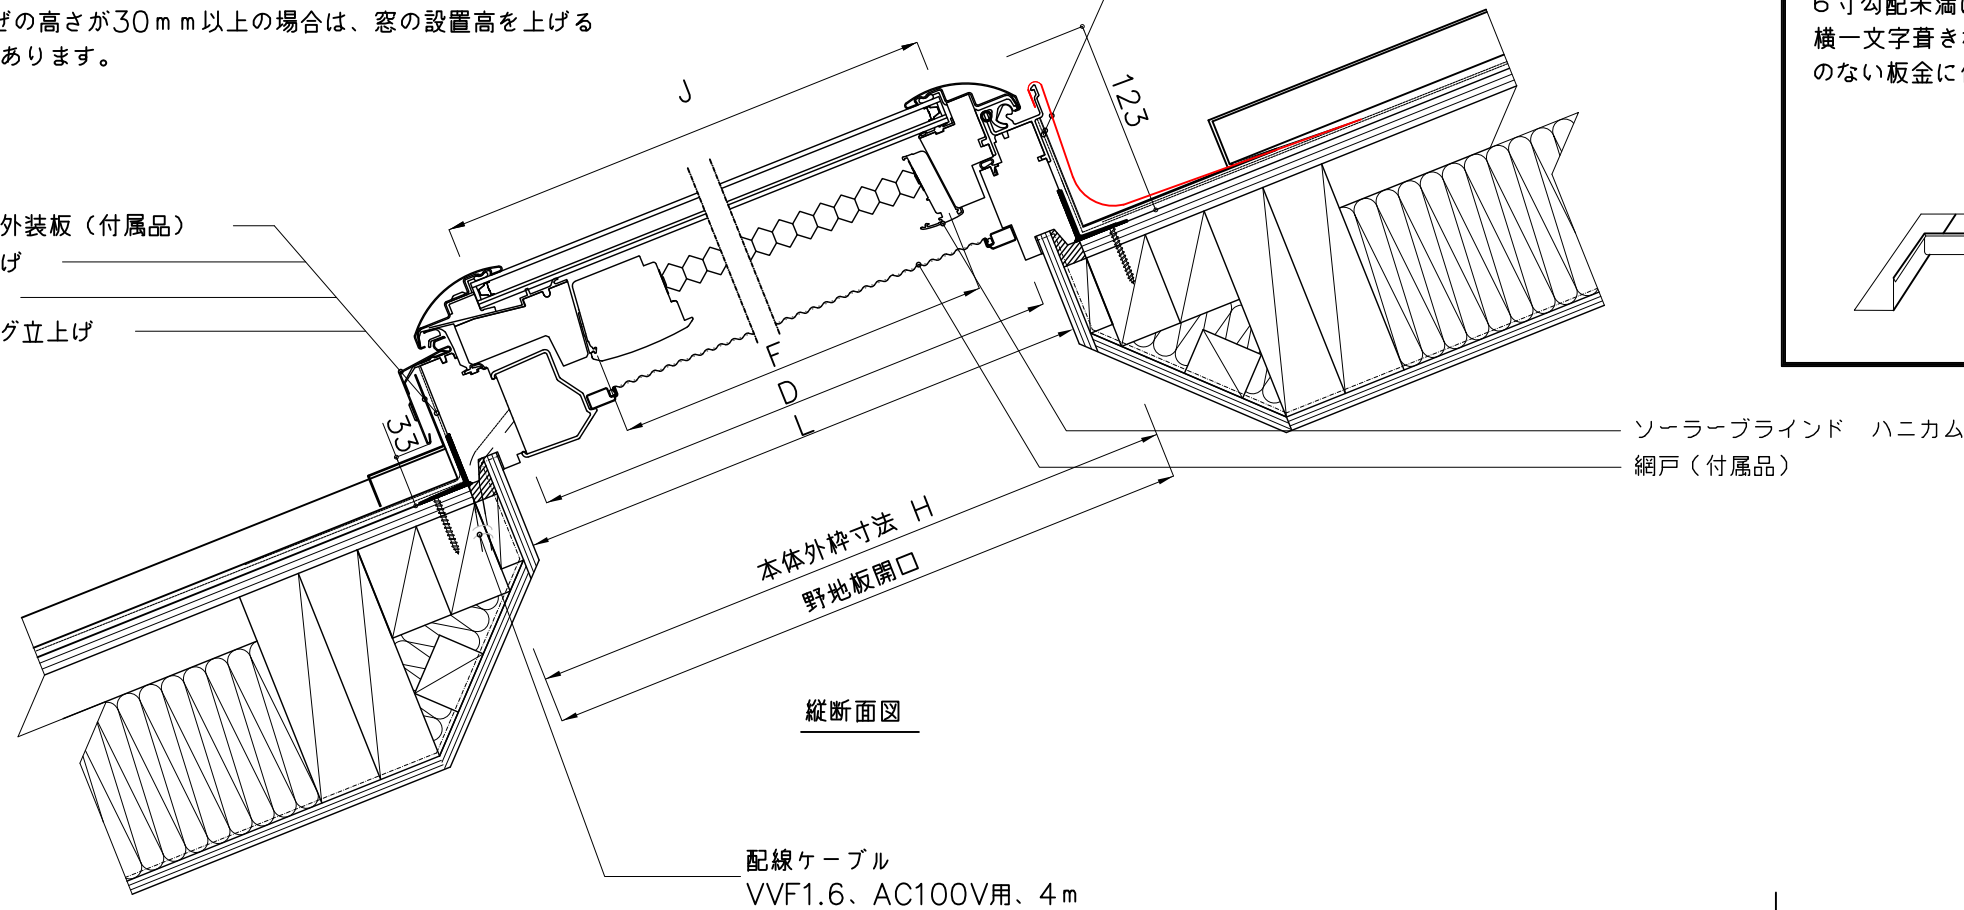 ぜの高さが30mm以上の場合は、窓の設置高を上げる
あります。
6寸勾配未満
横一文字葺き
のない板金に
J
123
外装板（付属品）
げ
グ立上げ
33
F
D
L
ソーラーブラインド ハニカム
網戸（付属品）
本体外枠寸法 H
野地板開口
縦断面図
配線ケーブル
VVF1.6、AC100V用、4m